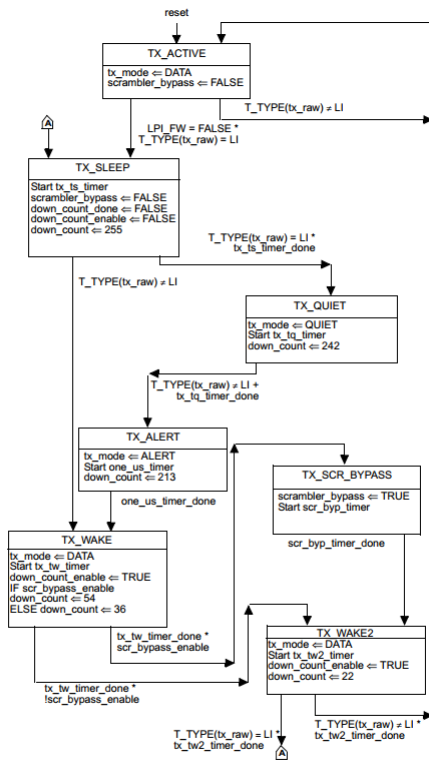 reset
TX_ACTIVE
tx_mode ⇐ DATA
scrambler_bypass ⇐ FALSE
T_TYPE(tx_raw) ≠ LI
A
LPI_FW = FALSE *
T_TYPE(tx_raw) = LI
TX_SLEEP
Start tx_ts_timer
scrambler_bypass ⇐ FALSE
down_count_done ⇐ FALSE
down_count_enable ⇐ FALSE
down_count ⇐ 255
T_TYPE(tx_raw) = LI *
tx_ts_timer_done
T_TYPE(tx_raw) ≠ LI
TX_QUIET
tx_mode ⇐ QUIET
Start tx_tq_timer
down_count ⇐ 242
T_TYPE(tx_raw) ≠ LI +
tx_tq_timer_done
TX_ALERT
tx_mode ⇐ ALERT
Start one_us_timer
down_count ⇐ 213
one_us_timer_done
TX_SCR_BYPASS
scrambler_bypass ⇐ TRUE
Start scr_byp_timer
scr_byp_timer_done
TX_WAKE
tx_mode ⇐ DATA
Start tx_tw_timer
down_count_enable ⇐ TRUE
IF scr_bypass_enable
down_count ⇐ 54
ELSE down_count ⇐ 36
tx_tw_timer_done *
scr_bypass_enable
tx_tw_timer_done *
!scr_bypass_enable
TX_WAKE2
tx_mode ⇐ DATA
Start tx_tw2_timer
down_count_enable ⇐ TRUE
down_count ⇐ 22
T_TYPE(tx_raw) = LI *
tx_tw2_timer_done
T_TYPE(tx_raw) ≠ LI *
tx_tw2_timer_done
A